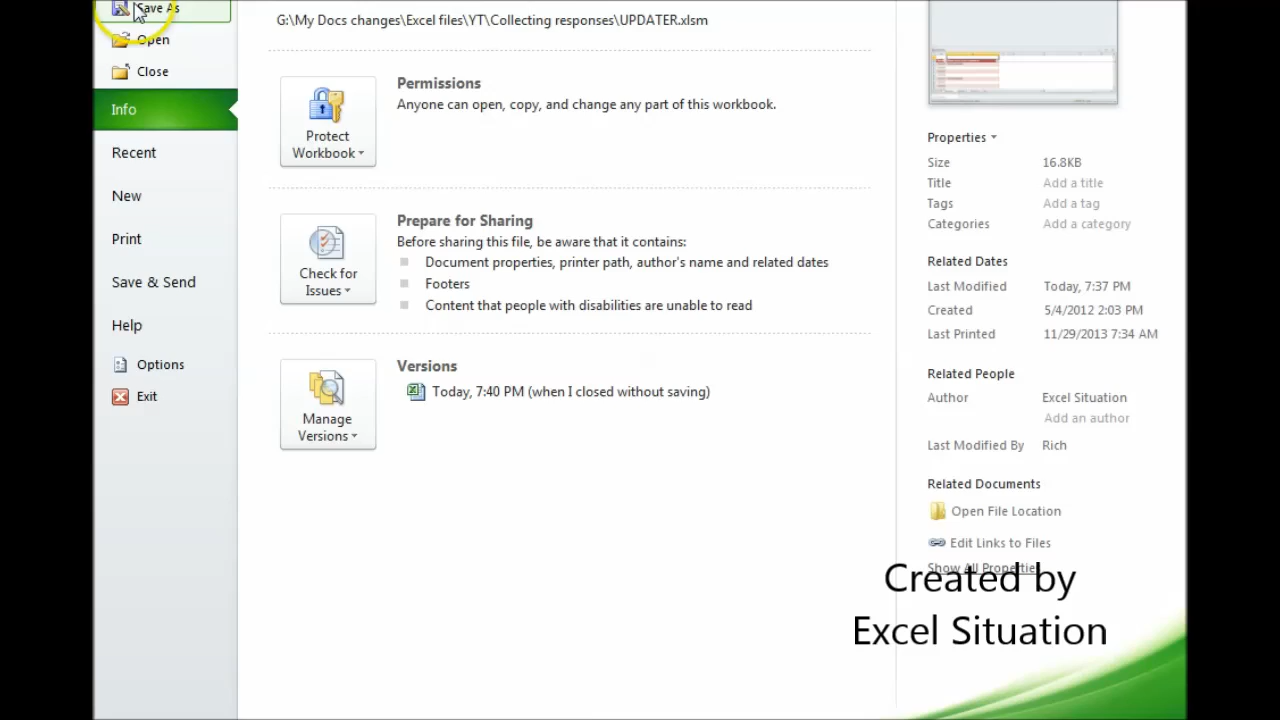 Save As
G:\My Docs changes\Excel files\YT\Collecting responses\UPDATER.xlsm
Open
Close
Info
Recent
New
Print
Save & Send
Help
Options
Exit
Permissions
Anyone can open, copy, and change any part of this workbook.
Protect
Workbook
Prepare for Sharing
Before sharing this file, be aware that it contains:
Document properties, printer path, author's name and related dates
Footers
Content that people with disabilities are unable to read
Check for
Issues
Versions
Today, 7:40 PM (when I closed without saving)
Manage
Versions
Properties
Size 16.8KB
Title Add a title
Tags Add a tag
Categories Add a category
Related Dates
Last Modified Today, 7:37 PM
Created 5/4/2012 2:03 PM
Last Printed 11/29/2013 7:34 AM
Related People
Author Excel Situation
Add an author
Last Modified By Rich
Related Documents
Open File Location
Edit Links to Files
Show All Propertie
Created by
Excel Situation